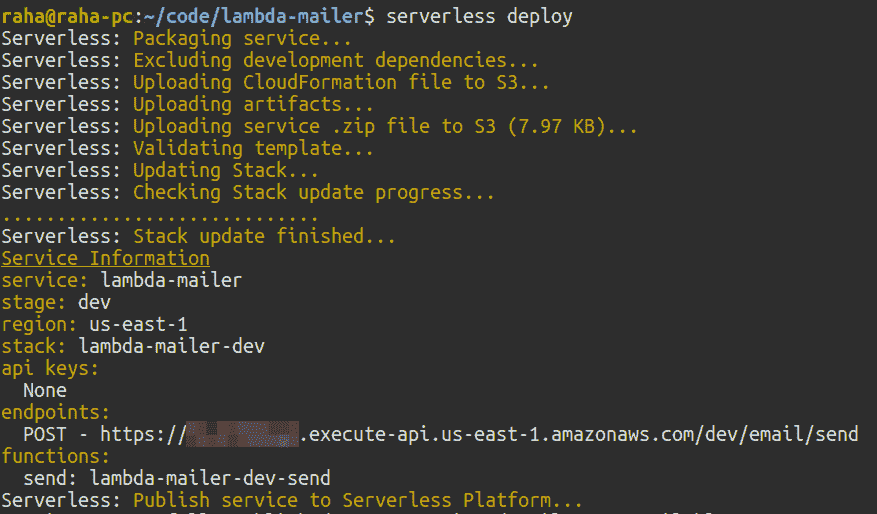 raha@raha-pc:~/code/lambda-mailer$ serverless deploy
Serverless: Packaging service...
Serverless: Excluding development dependencies...
Serverless: Uploading CloudFormation file to S3...
Serverless: Uploading artifacts...
Serverless: Uploading service .zip file to S3 (7.97 KB)...
Serverless: Validating template...
Serverless: Updating Stack...
Serverless: Checking Stack update progress...
.............................
Serverless: Stack update finished...
Service Information
service: lambda-mailer
stage: dev
region: us-east-1
stack: lambda-mailer-dev
api keys:
  None
endpoints:
  POST - https://.execute-api.us-east-1.amazonaws.com/dev/email/send
functions:
  send: lambda-mailer-dev-send
Serverless: Publish service to Serverless Platform...